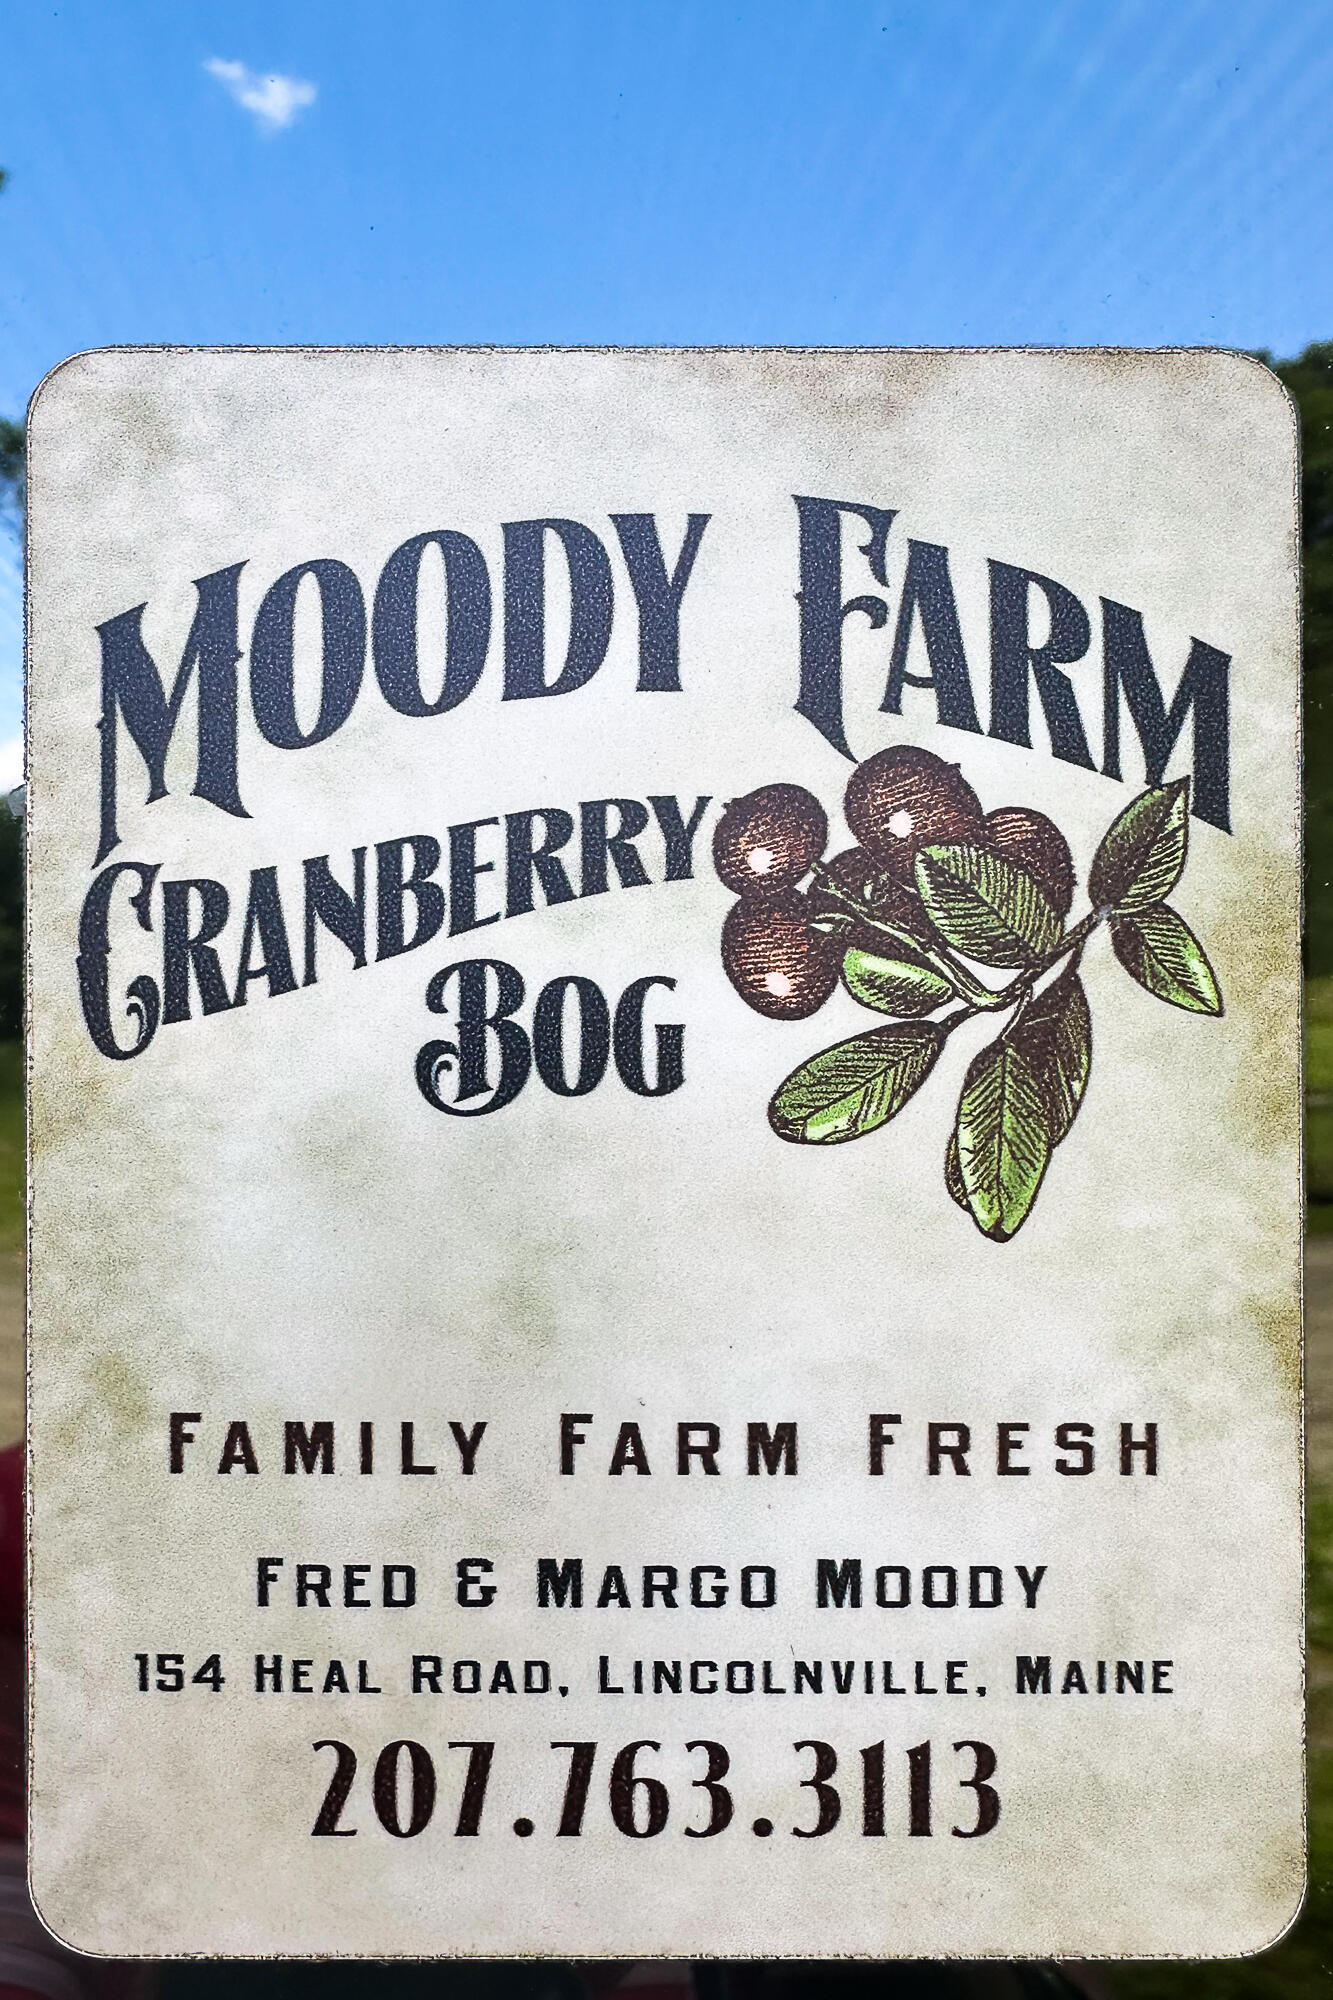 Moody Farm
Cranberry
Bog
Family Farm Fresh
Fred & Margo Moody
154 Heal Road, Lincolnville, Maine
207.763.3113